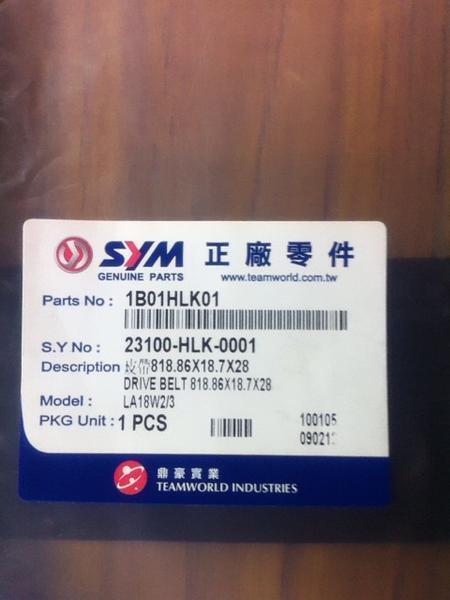 SYM 正廠零件
GENUINE PARTS www.teamworld.com.tw
Parts No : 1B01HLK01
S.Y No : 23100-HLK-0001
Description 皮帶818.86X18.7X28
DRIVE BELT 818.86X18.7X28
Model : LA18W2/3
PKG Unit : 1 PCS
100105
鼎豪實業
TEAMWORLD INDUSTRIES